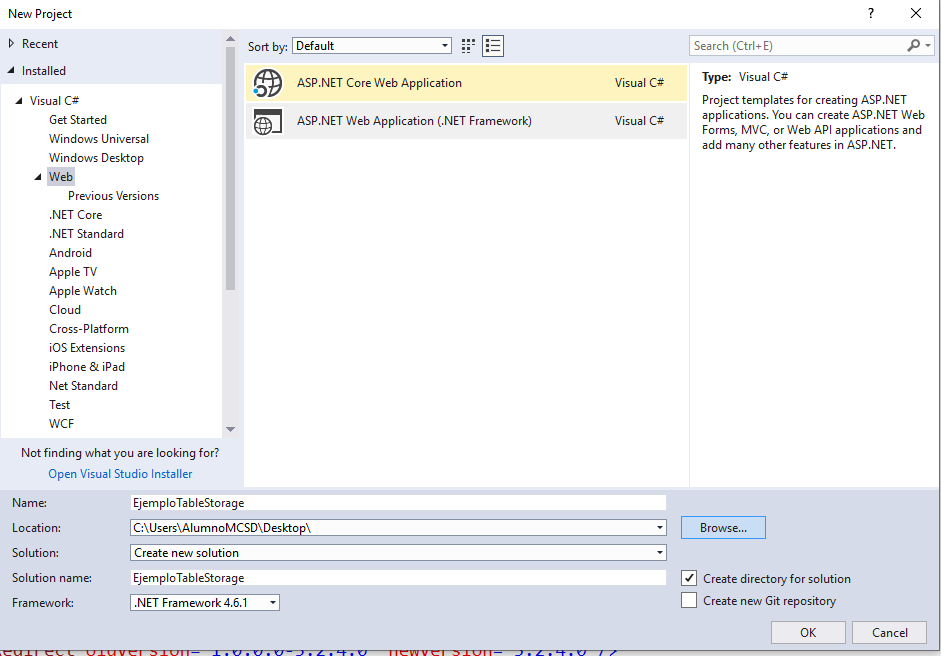 New Project
?
Recent
Installed
Visual C#
Get Started
Windows Universal
Windows Desktop
Web
Previous Versions
.NET Core
.NET Standard
Android
Apple TV
Apple Watch
Cloud
Cross-Platform
iOS Extensions
iPhone & iPad
Net Standard
Test
WCF
Not finding what you are looking for?
Open Visual Studio Installer
Sort by: Default
ASP.NET Core Web Application Visual C#
ASP.NET Web Application (.NET Framework) Visual C#
Search (Ctrl+E)
Type: Visual C#
Project templates for creating ASP.NET
applications. You can create ASP.NET Web
Forms, MVC, or Web API applications and
add many other features in ASP.NET.
Name: EjemploTableStorage
Location: C:\Users\AlumnoMCSD\Desktop\ Browse...
Solution: Create new solution
Solution name: EjemploTableStorage Create directory for solution
Framework: .NET Framework 4.6.1 Create new Git repository
OK Cancel
edirect oldVersion="1.0.0.0-5.2.4.0" newVersion="5.2.4.0"/>